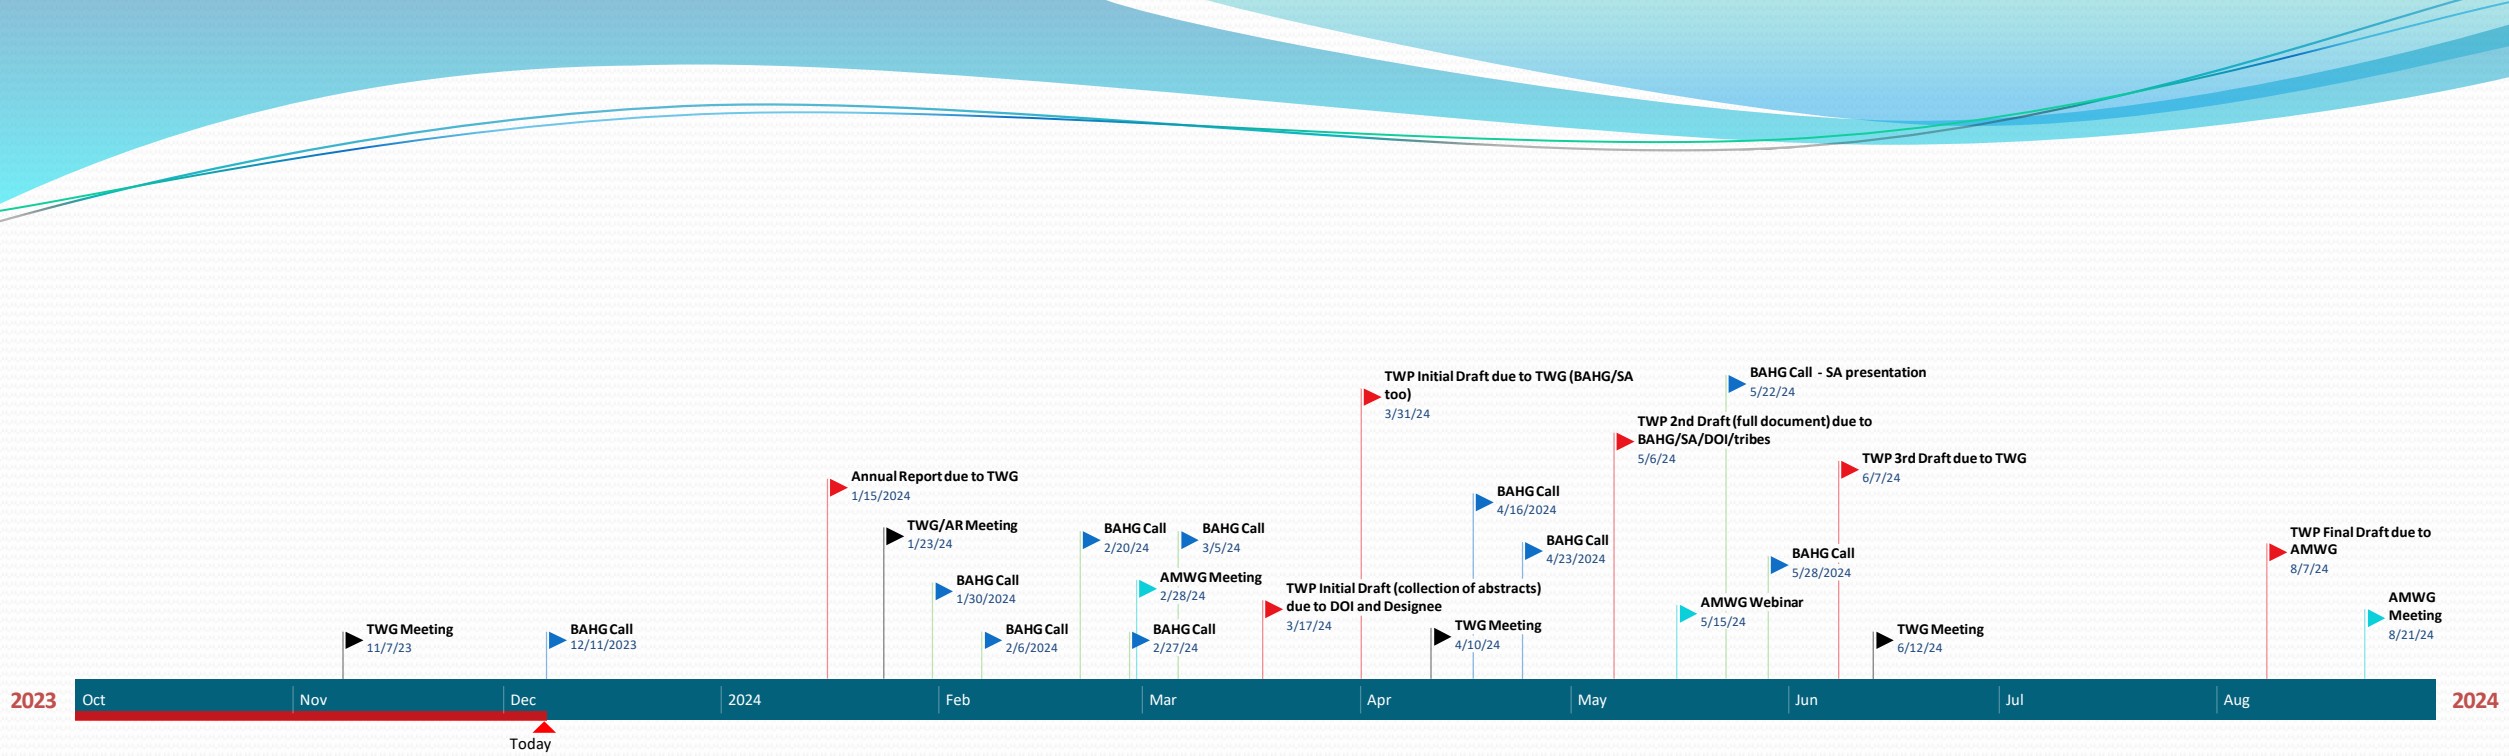 TWP Initial Draft due to TWG (BAHG/SA
too)
3/31/24
BAHG Call - SA presentation
5/22/24
TWP 2nd Draft (full document) due to
BAHG/SA/DOI/tribes
5/6/24
TWP 3rd Draft due to TWG
6/7/24
Annual Report due to TWG
1/15/2024
BAHG Call
4/16/2024
TWG/AR Meeting
1/23/24
BAHG Call
2/20/24
BAHG Call
3/5/24
BAHG Call
4/23/2024
TWP Final Draft due to
AMWG
8/7/24
BAHG Call
5/28/2024
BAHG Call
1/30/2024
AMWG Meeting
2/28/24
TWP Initial Draft (collection of abstracts)
due to DOI and Designee
3/17/24
AMWG Webinar
5/15/24
AMWG
Meeting
8/21/24
TWG Meeting
11/7/23
BAHG Call
12/11/2023
BAHG Call
2/6/2024
BAHG Call
2/27/24
TWG Meeting
4/10/24
TWG Meeting
6/12/24
2023
Oct
Nov
Dec
2024
Feb
Mar
Apr
May
Jun
Jul
Aug
2024
Today